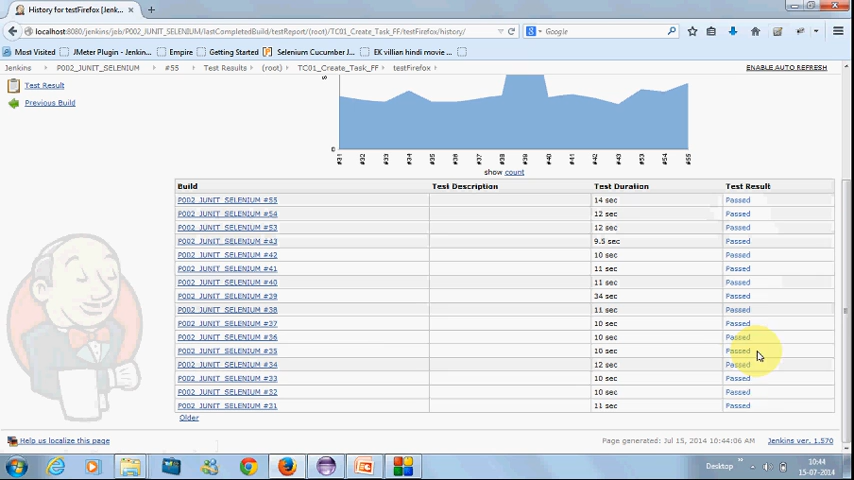 History for testFirefox [Jenk...
localhost:8080/jenkins/job/P002_JUNIT_SELENIUM/lastCompletedBuild/testReport/(root)/TC01_Create_Task_FF/testFirefox/history/
Google
Most Visited JMeter Plugin - Jenkin... Empire Getting Started Selenium Cucumber J... EK villian hindi movie ...
Jenkins P002_JUNIT_SELENIUM #55 Test Results (root) TC01_Create_Task_FF testFirefox ENABLE AUTO REFRESH
Test Result
Previous Build
s
0
#31 #32 #33 #34 #35 #36 #37 #38 #39 #40 #41 #42 #43 #53 #54 #55
show count
Build Test Description Test Duration Test Result
P002_JUNIT_SELENIUM #55 14 sec Passed
P002_JUNIT_SELENIUM #54 12 sec Passed
P002_JUNIT_SELENIUM #53 12 sec Passed
P002_JUNIT_SELENIUM #43 9.5 sec Passed
P002_JUNIT_SELENIUM #42 10 sec Passed
P002_JUNIT_SELENIUM #41 11 sec Passed
P002_JUNIT_SELENIUM #40 11 sec Passed
P002_JUNIT_SELENIUM #39 34 sec Passed
P002_JUNIT_SELENIUM #38 11 sec Passed
P002_JUNIT_SELENIUM #37 10 sec Passed
P002_JUNIT_SELENIUM #36 10 sec Passed
P002_JUNIT_SELENIUM #35 10 sec Passed
P002_JUNIT_SELENIUM #34 12 sec Passed
P002_JUNIT_SELENIUM #33 10 sec Passed
P002_JUNIT_SELENIUM #32 10 sec Passed
P002_JUNIT_SELENIUM #31 11 sec Passed
Older
Help us localize this page Page generated: Jul 15, 2014 10:44:06 AM Jenkins ver. 1.570
Desktop 10:44
15-07-2014